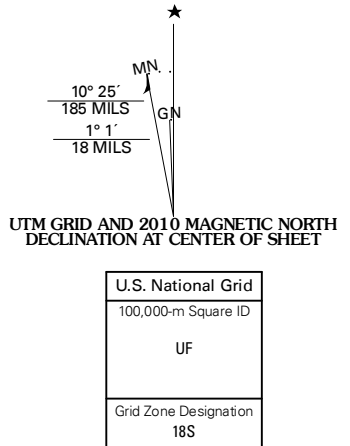 ★
MN
10° 25´
185 MILS
GN
1° 1´
18 MILS
UTM GRID AND 2010 MAGNETIC NORTH
DECLINATION AT CENTER OF SHEET
U.S. National Grid
100,000-m Square ID
UF
Grid Zone Designation
18S